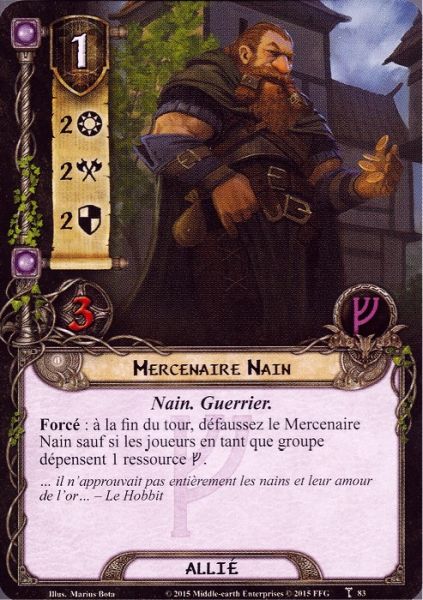 1
2
2
2
3
Mercenaire Nain
Nain. Guerrier.
Forcé : à la fin du tour, défaussez le Mercenaire
Nain sauf si les joueurs en tant que groupe
dépensent 1 ressource ᚠ.
… il n’approuvait pas entièrement les nains et leur amour
de l’or… – Le Hobbit
ALLIÉ
Illus. Marius Bota © 2015 Middle-earth Enterprises © 2015 FFG 83